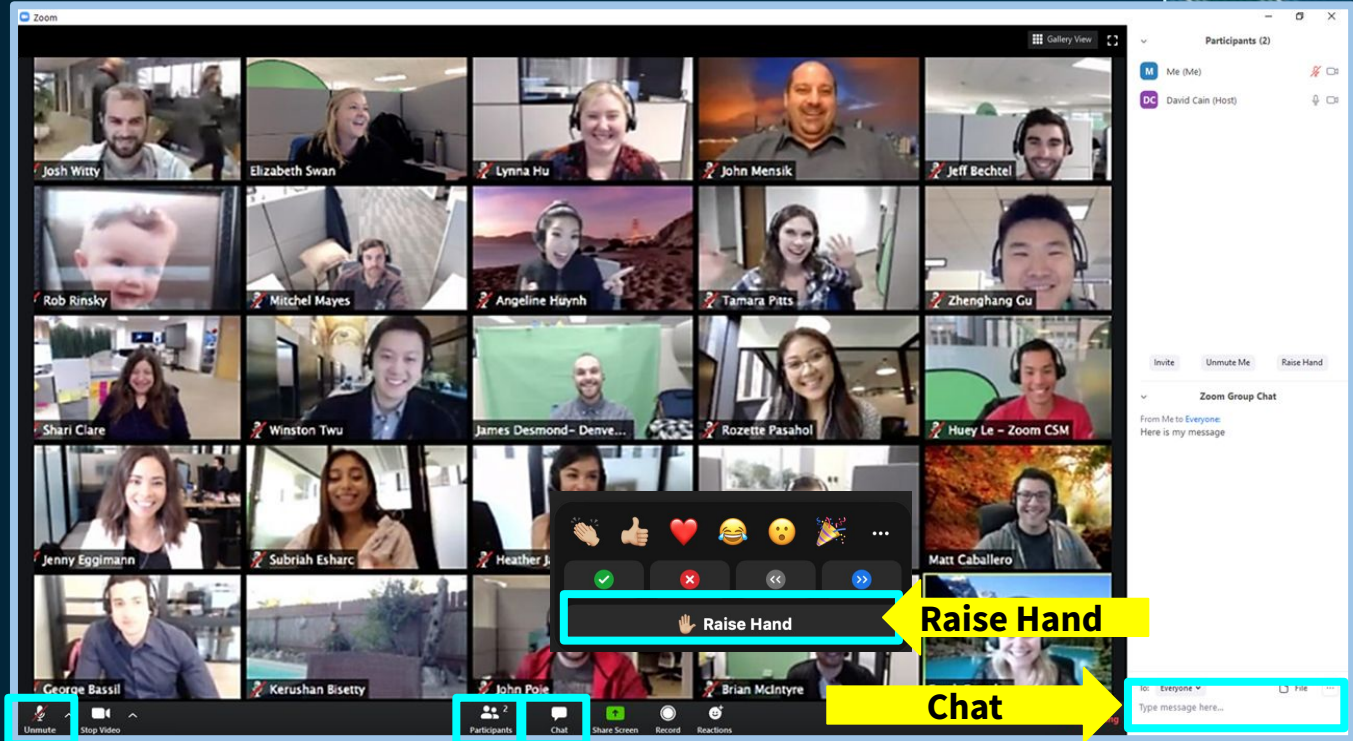 Zoom
Gallery View
Participants (2)
M Me (Me)
DC David Cain (Host)
Josh Witty
Elizabeth Swan
Lynna Hu
John Mensik
Jeff Bechtel
Rob Rinsky
Mitchel Mayes
Angeline Huynh
Tamara Pitts
Zhenghang Gu
Invite Unmute Me Raise Hand
Shari Clare
Winston Twu
James Desmond- Denve...
Rozette Pasahol
Huey Le - Zoom CSM
Zoom Group Chat
From Me to Everyone:
Here is my message
Jenny Eggimann
Subriah Esharc
Heather
Matt Caballero
Raise Hand
Raise Hand
George Bassil
Kerushan Bisetty
John Poje
Brian McIntyre
Chat
To: Everyone File ...
Type message here...
Unmute
Stop Video
2
Participants
Chat
Share Screen
Record
Reactions